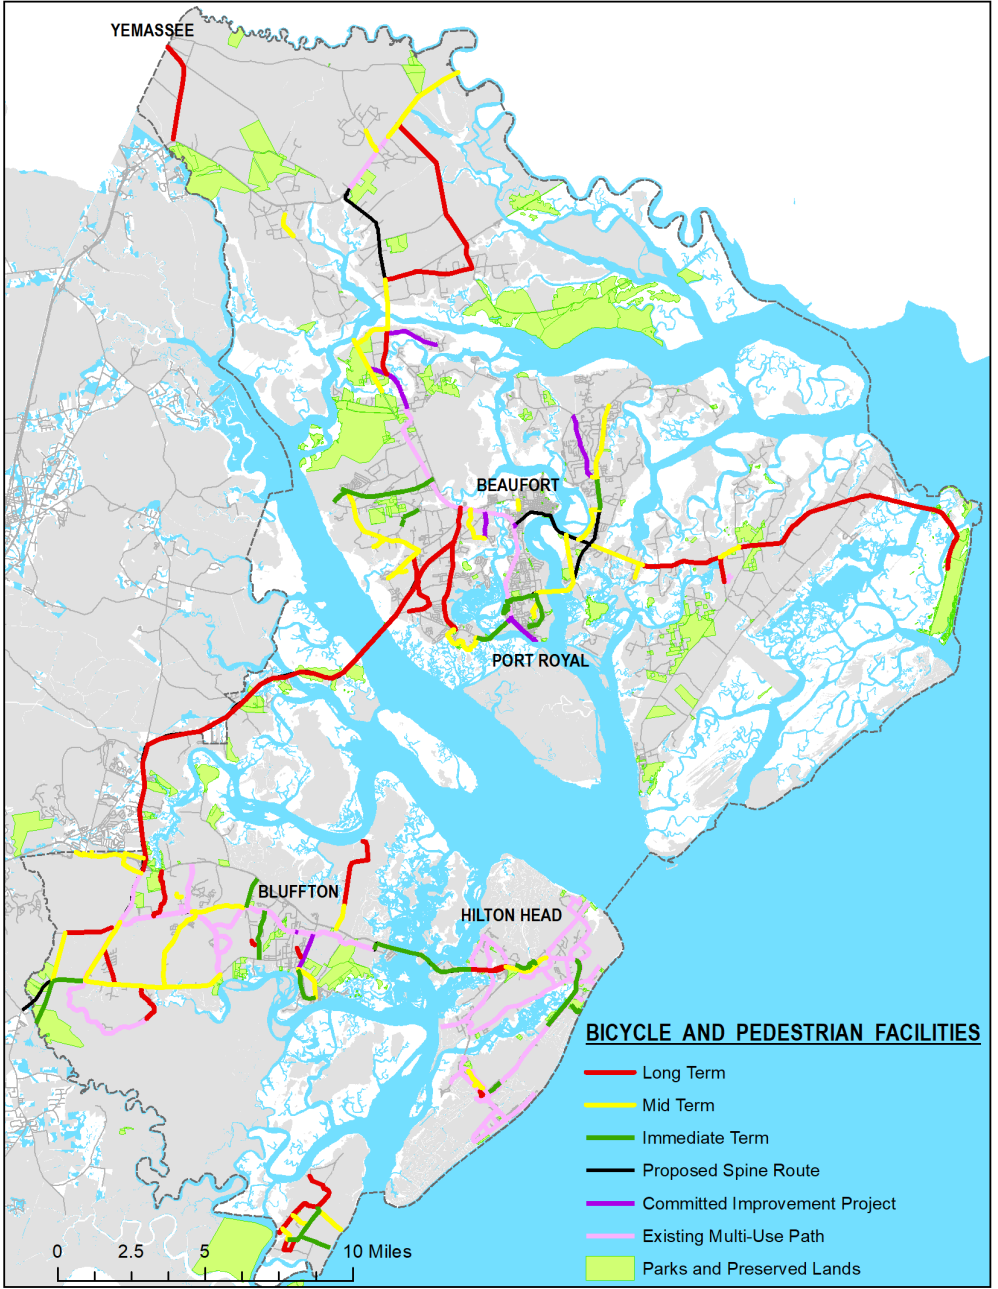 YEMASSEE
BEAUFORT
PORT ROYAL
BLUFFTON
HILTON HEAD
BICYCLE AND PEDESTRIAN FACILITIES
Long Term
Mid Term
Immediate Term
Proposed Spine Route
Committed Improvement Project
Existing Multi-Use Path
Parks and Preserved Lands
0 2.5 5 10 Miles